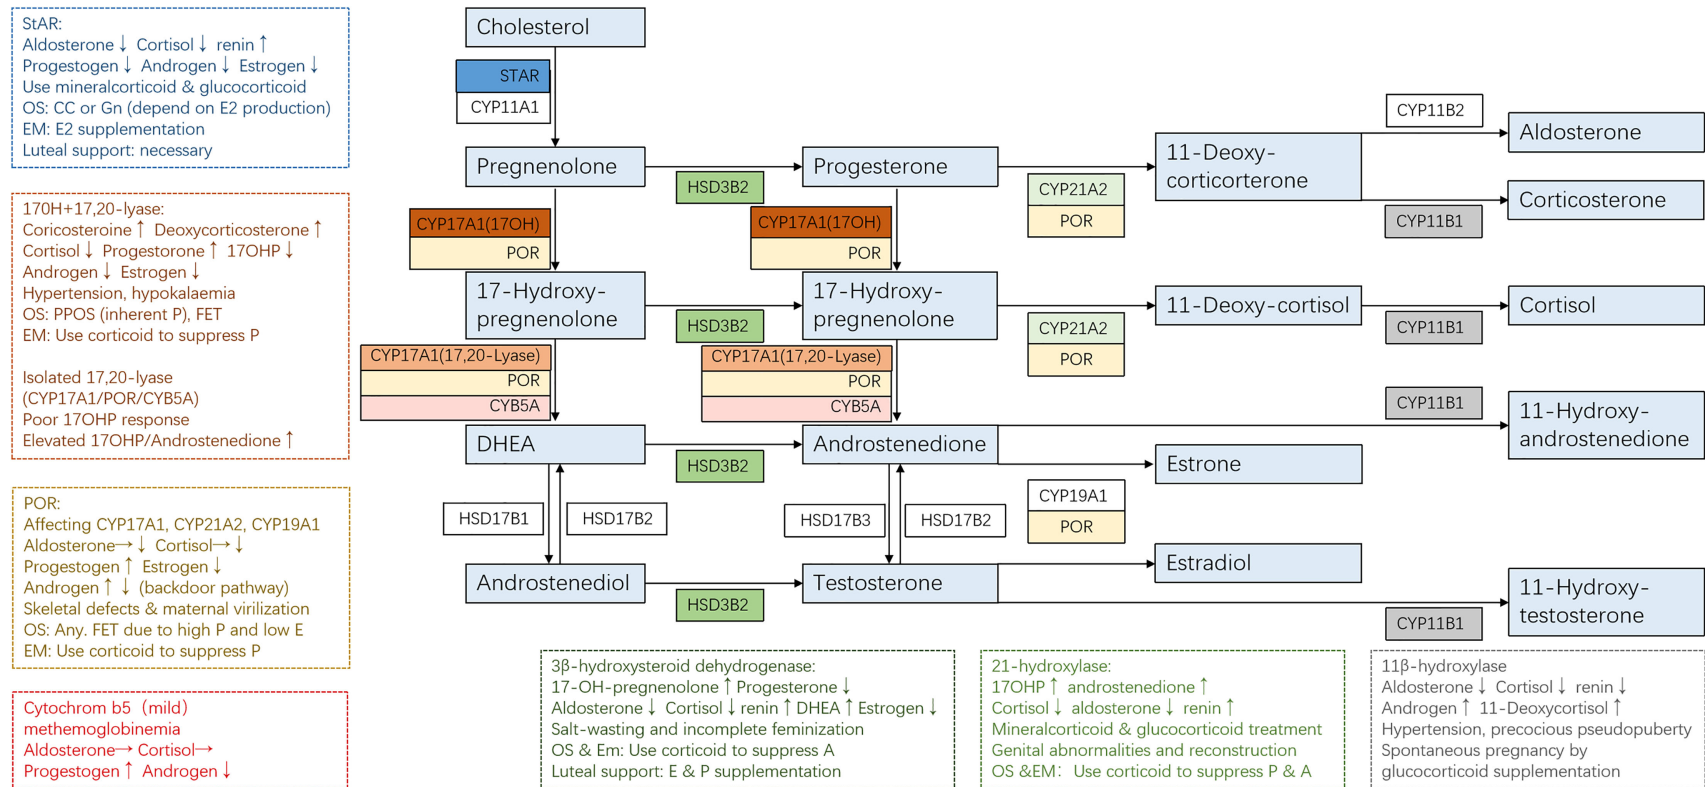 StAR:
Aldosterone ↓ Cortisol ↓ renin ↑
Progestogen ↓ Androgen ↓ Estrogen ↓
Use mineralcorticoid & glucocorticoid
OS: CC or Gn (depend on E2 production)
EM: E2 supplementation
Luteal support: necessary
170H+17,20-lyase:
Coricosteroine ↑ Deoxycorticosterone ↑
Cortisol ↓ Progestorone ↑ 17OHP ↓
Androgen ↓ Estrogen ↓
Hypertension, hypokalaemia
OS: PPOS (inherent P), FET
EM: Use corticoid to suppress P
Isolated 17,20-lyase
(CYP17A1/POR/CYB5A)
Poor 17OHP response
Elevated 17OHP/Androstenedione ↑
POR:
Affecting CYP17A1, CYP21A2, CYP19A1
Aldosterone→ ↓ Cortisol→ ↓
Progestogen ↑ Estrogen ↓
Androgen ↑ ↓ (backdoor pathway)
Skeletal defects & maternal virilization
OS: Any. FET due to high P and low E
EM: Use corticoid to suppress P
Cytochrom b5（mild）
methemoglobinemia
Aldosterone→ Cortisol→
Progestogen ↑ Androgen ↓
Cholesterol
STAR
CYP11A1
Pregnenolone
HSD3B2
Progesterone
CYP21A2
POR
11-Deoxy-
corticorterone
CYP11B2
Aldosterone
CYP11B1
Corticosterone
CYP17A1(17OH)
POR
CYP17A1(17OH)
POR
17-Hydroxy-
pregnenolone
HSD3B2
17-Hydroxy-
pregnenolone
CYP21A2
POR
11-Deoxy-cortisol
CYP11B1
Cortisol
CYP17A1(17,20-Lyase)
POR
CYB5A
CYP17A1(17,20-Lyase)
POR
CYB5A
DHEA
HSD3B2
Androstenedione
CYP11B1
11-Hydroxy-
androstenedione
Estrone
CYP19A1
POR
HSD17B1
HSD17B2
HSD17B3
HSD17B2
Androstenediol
HSD3B2
Testosterone
Estradiol
CYP11B1
11-Hydroxy-
testosterone
3β-hydroxysteroid dehydrogenase:
17-OH-pregnenolone ↑ Progesterone ↓
Aldosterone ↓ Cortisol ↓ renin ↑ DHEA ↑ Estrogen ↓
Salt-wasting and incomplete feminization
OS & Em: Use corticoid to suppress A
Luteal support: E & P supplementation
21-hydroxylase:
17OHP ↑ androstenedione ↑
Cortisol ↓ aldosterone ↓ renin ↑
Mineralcorticoid & glucocorticoid treatment
Genital abnormalities and reconstruction
OS &EM： Use corticoid to suppress P & A
11β-hydroxylase
Aldosterone ↓ Cortisol ↓ renin ↓
Androgen ↑ 11-Deoxycortisol ↑
Hypertension, precocious pseudopuberty
Spontaneous pregnancy by
glucocorticoid supplementation